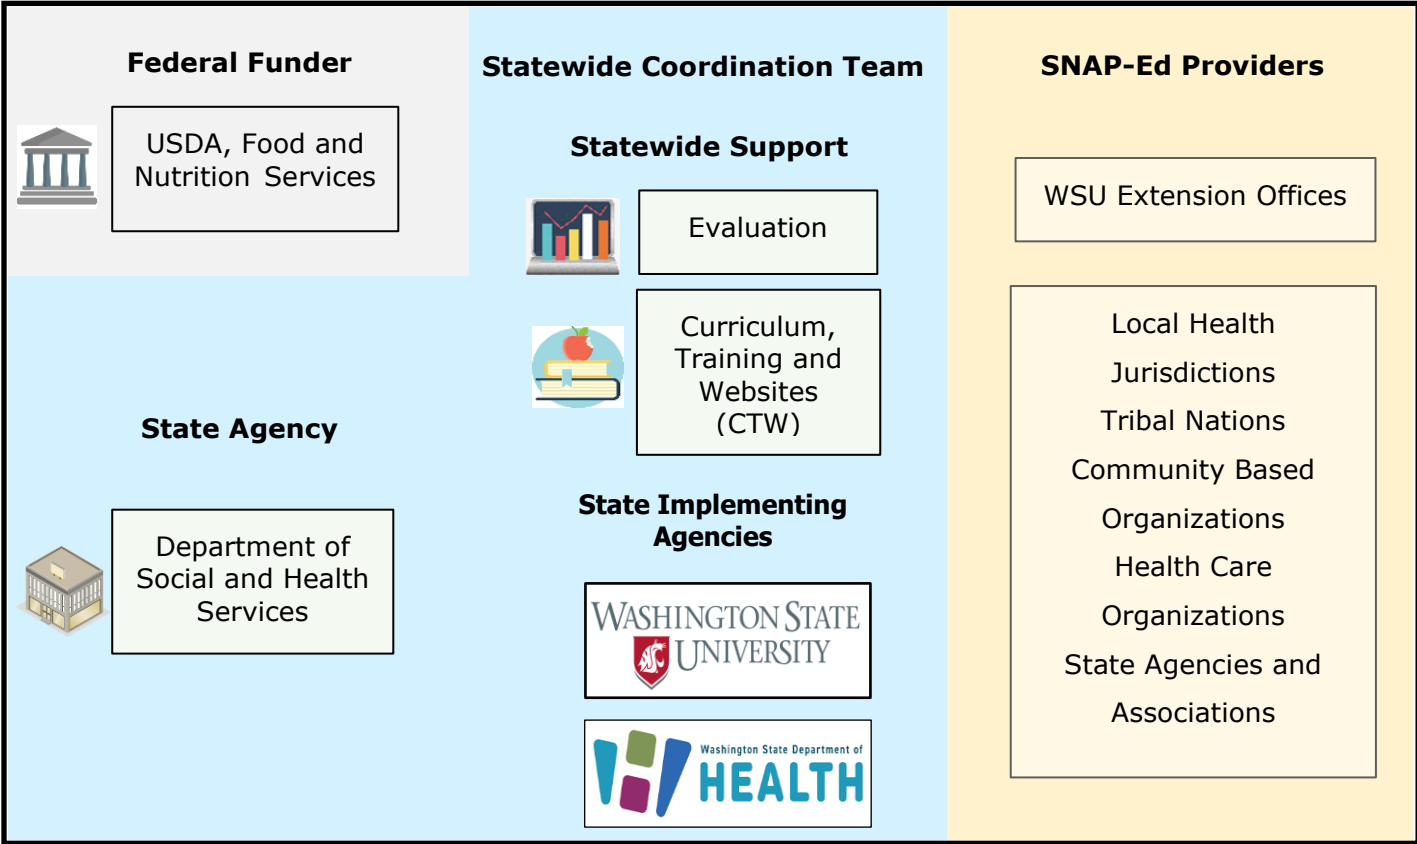 Federal Funder
USDA, Food and
Nutrition Services
State Agency
Department of
Social and Health
Services
Statewide Coordination Team
Statewide Support
Evaluation
Curriculum,
Training and
Websites
(CTW)
State Implementing
Agencies
WASHINGTON STATE
UNIVERSITY
Washington State Department of
HEALTH
SNAP-Ed Providers
WSU Extension Offices
Local Health
Jurisdictions
Tribal Nations
Community Based
Organizations
Health Care
Organizations
State Agencies and
Associations